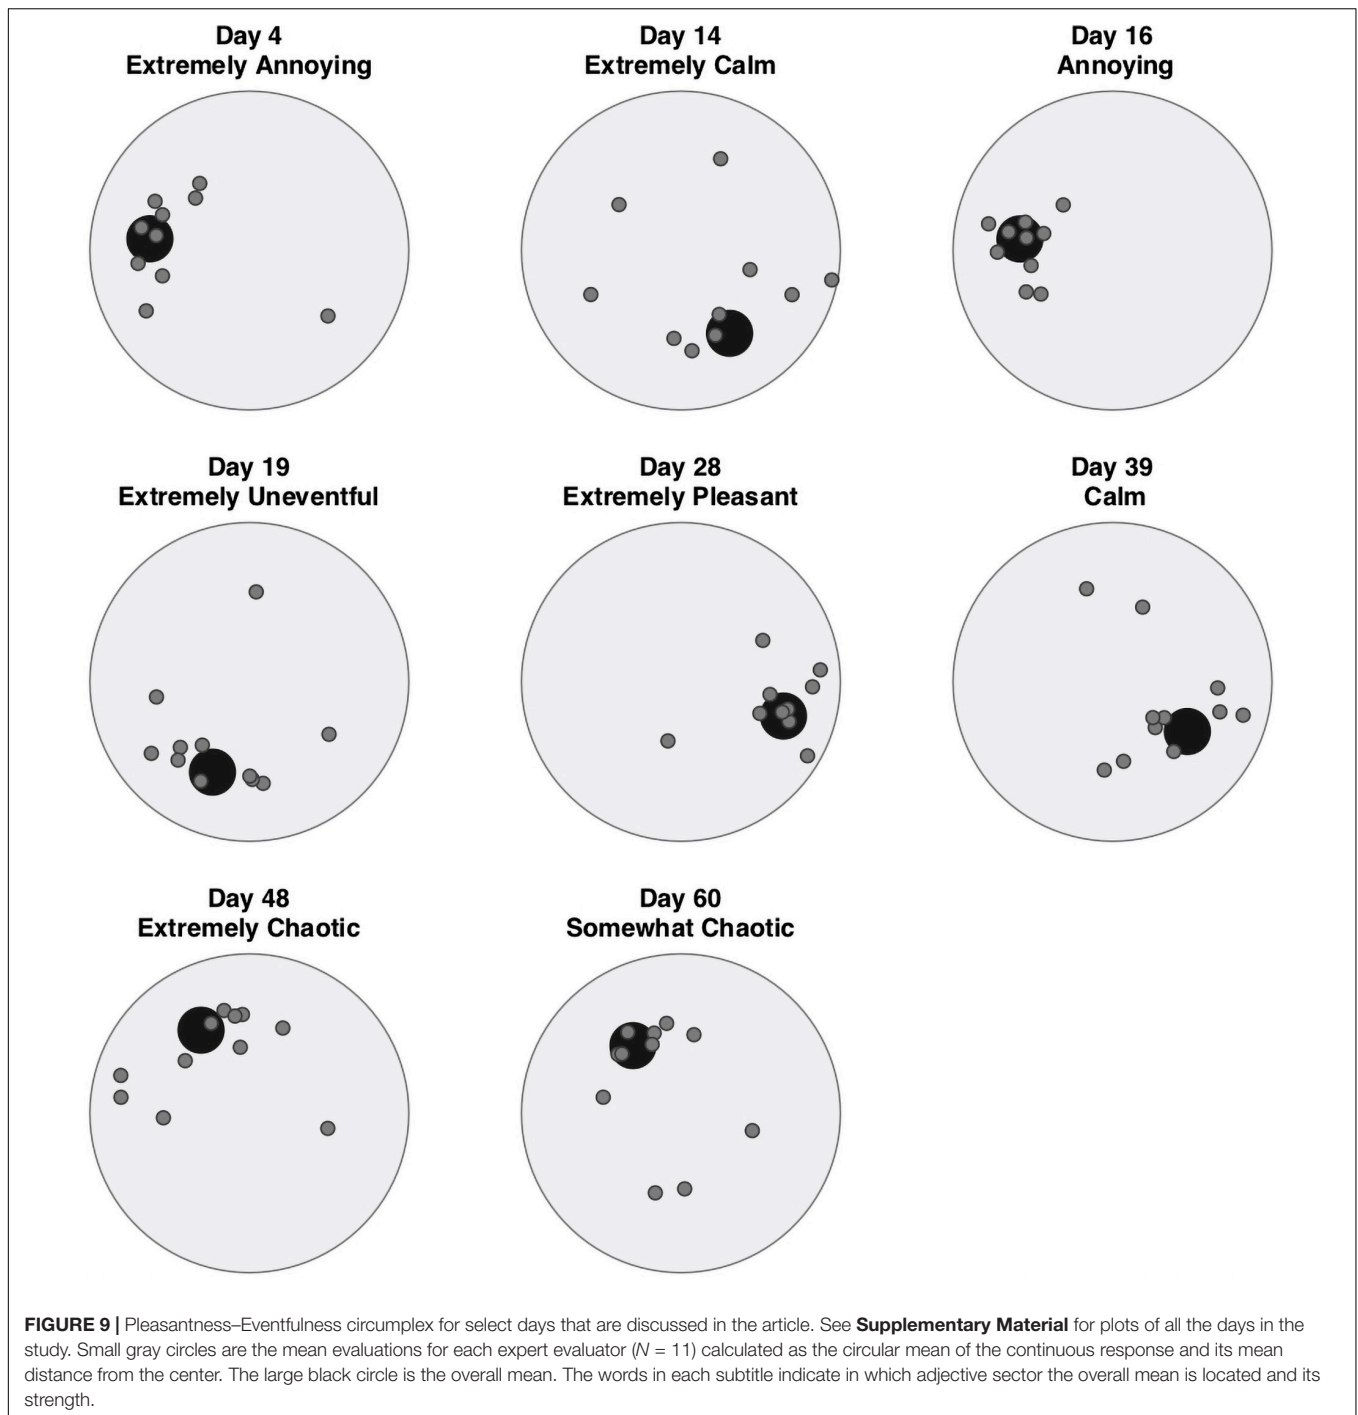 Day 4
Extremely Annoying
Day 14
Extremely Calm
Day 16
Annoying
Day 19
Extremely Uneventful
Day 28
Extremely Pleasant
Day 39
Calm
Day 48
Extremely Chaotic
Day 60
Somewhat Chaotic
FIGURE 9 | Pleasantness–Eventfulness circumplex for select days that are discussed in the article. See Supplementary Material for plots of all the days in the
study. Small gray circles are the mean evaluations for each expert evaluator (N = 11) calculated as the circular mean of the continuous response and its mean
distance from the center. The large black circle is the overall mean. The words in each subtitle indicate in which adjective sector the overall mean is located and its
strength.